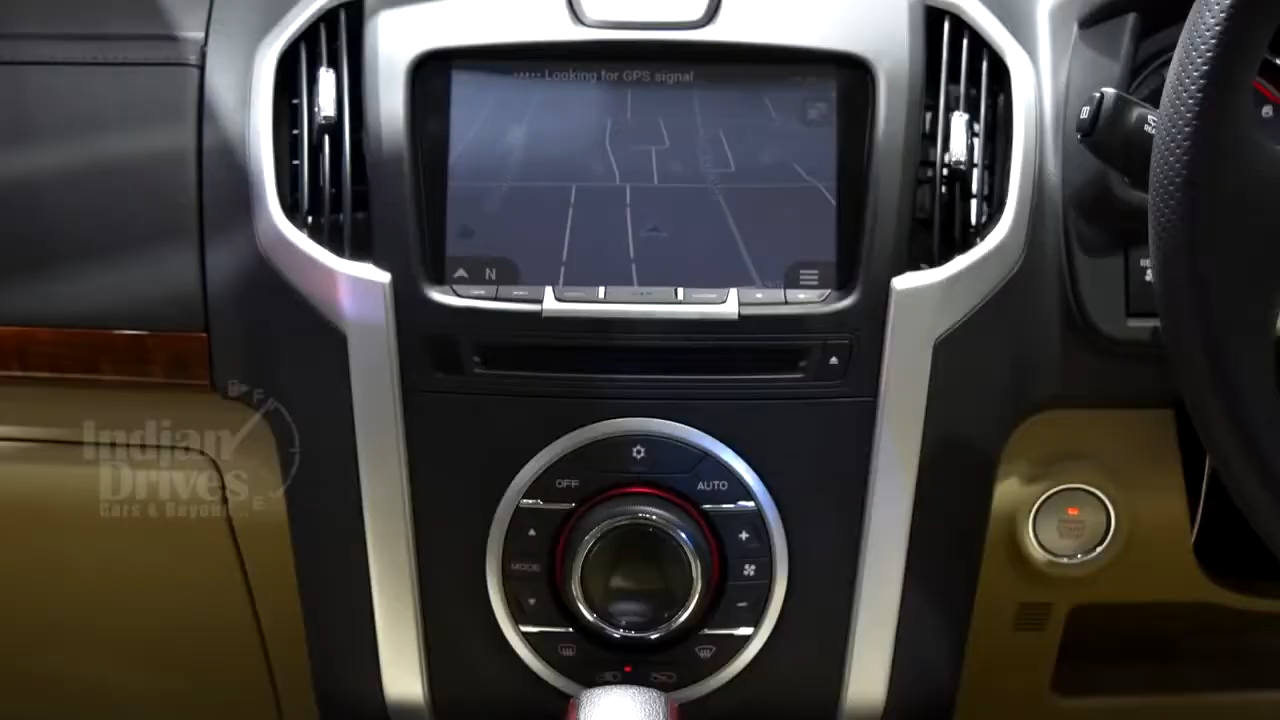 Looking for GPS signal
N
F
Indian
Drives
Cars & Beyond...
E
OFF
AUTO
MODE